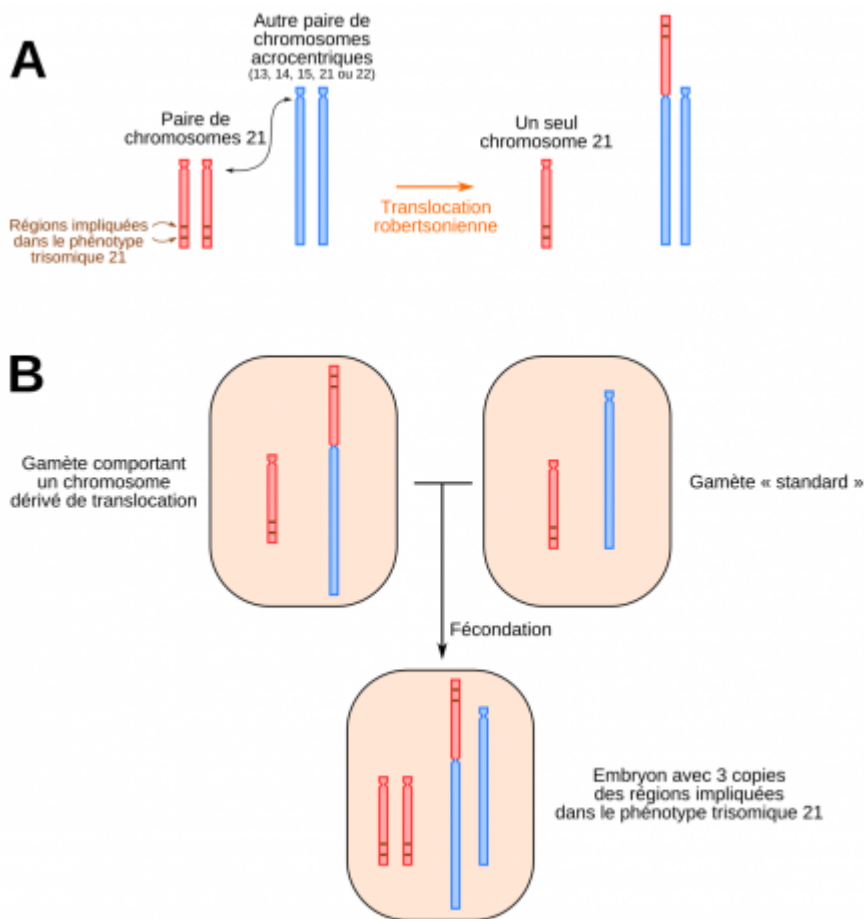 A
Autre paire de
chromosomes
acrocentriques
(13, 14, 15, 21 ou 22)
Paire de
chromosomes 21
Régions impliquées
dans le phénotype
trisomique 21
Translocation
robertsonienne
Un seul
chromosome 21
B
Gamète comportant
un chromosome
dérivé de translocation
Gamète « standard »
Fécondation
Embryon avec 3 copies
des règions impliquées
dans le phénotype trisomique 21